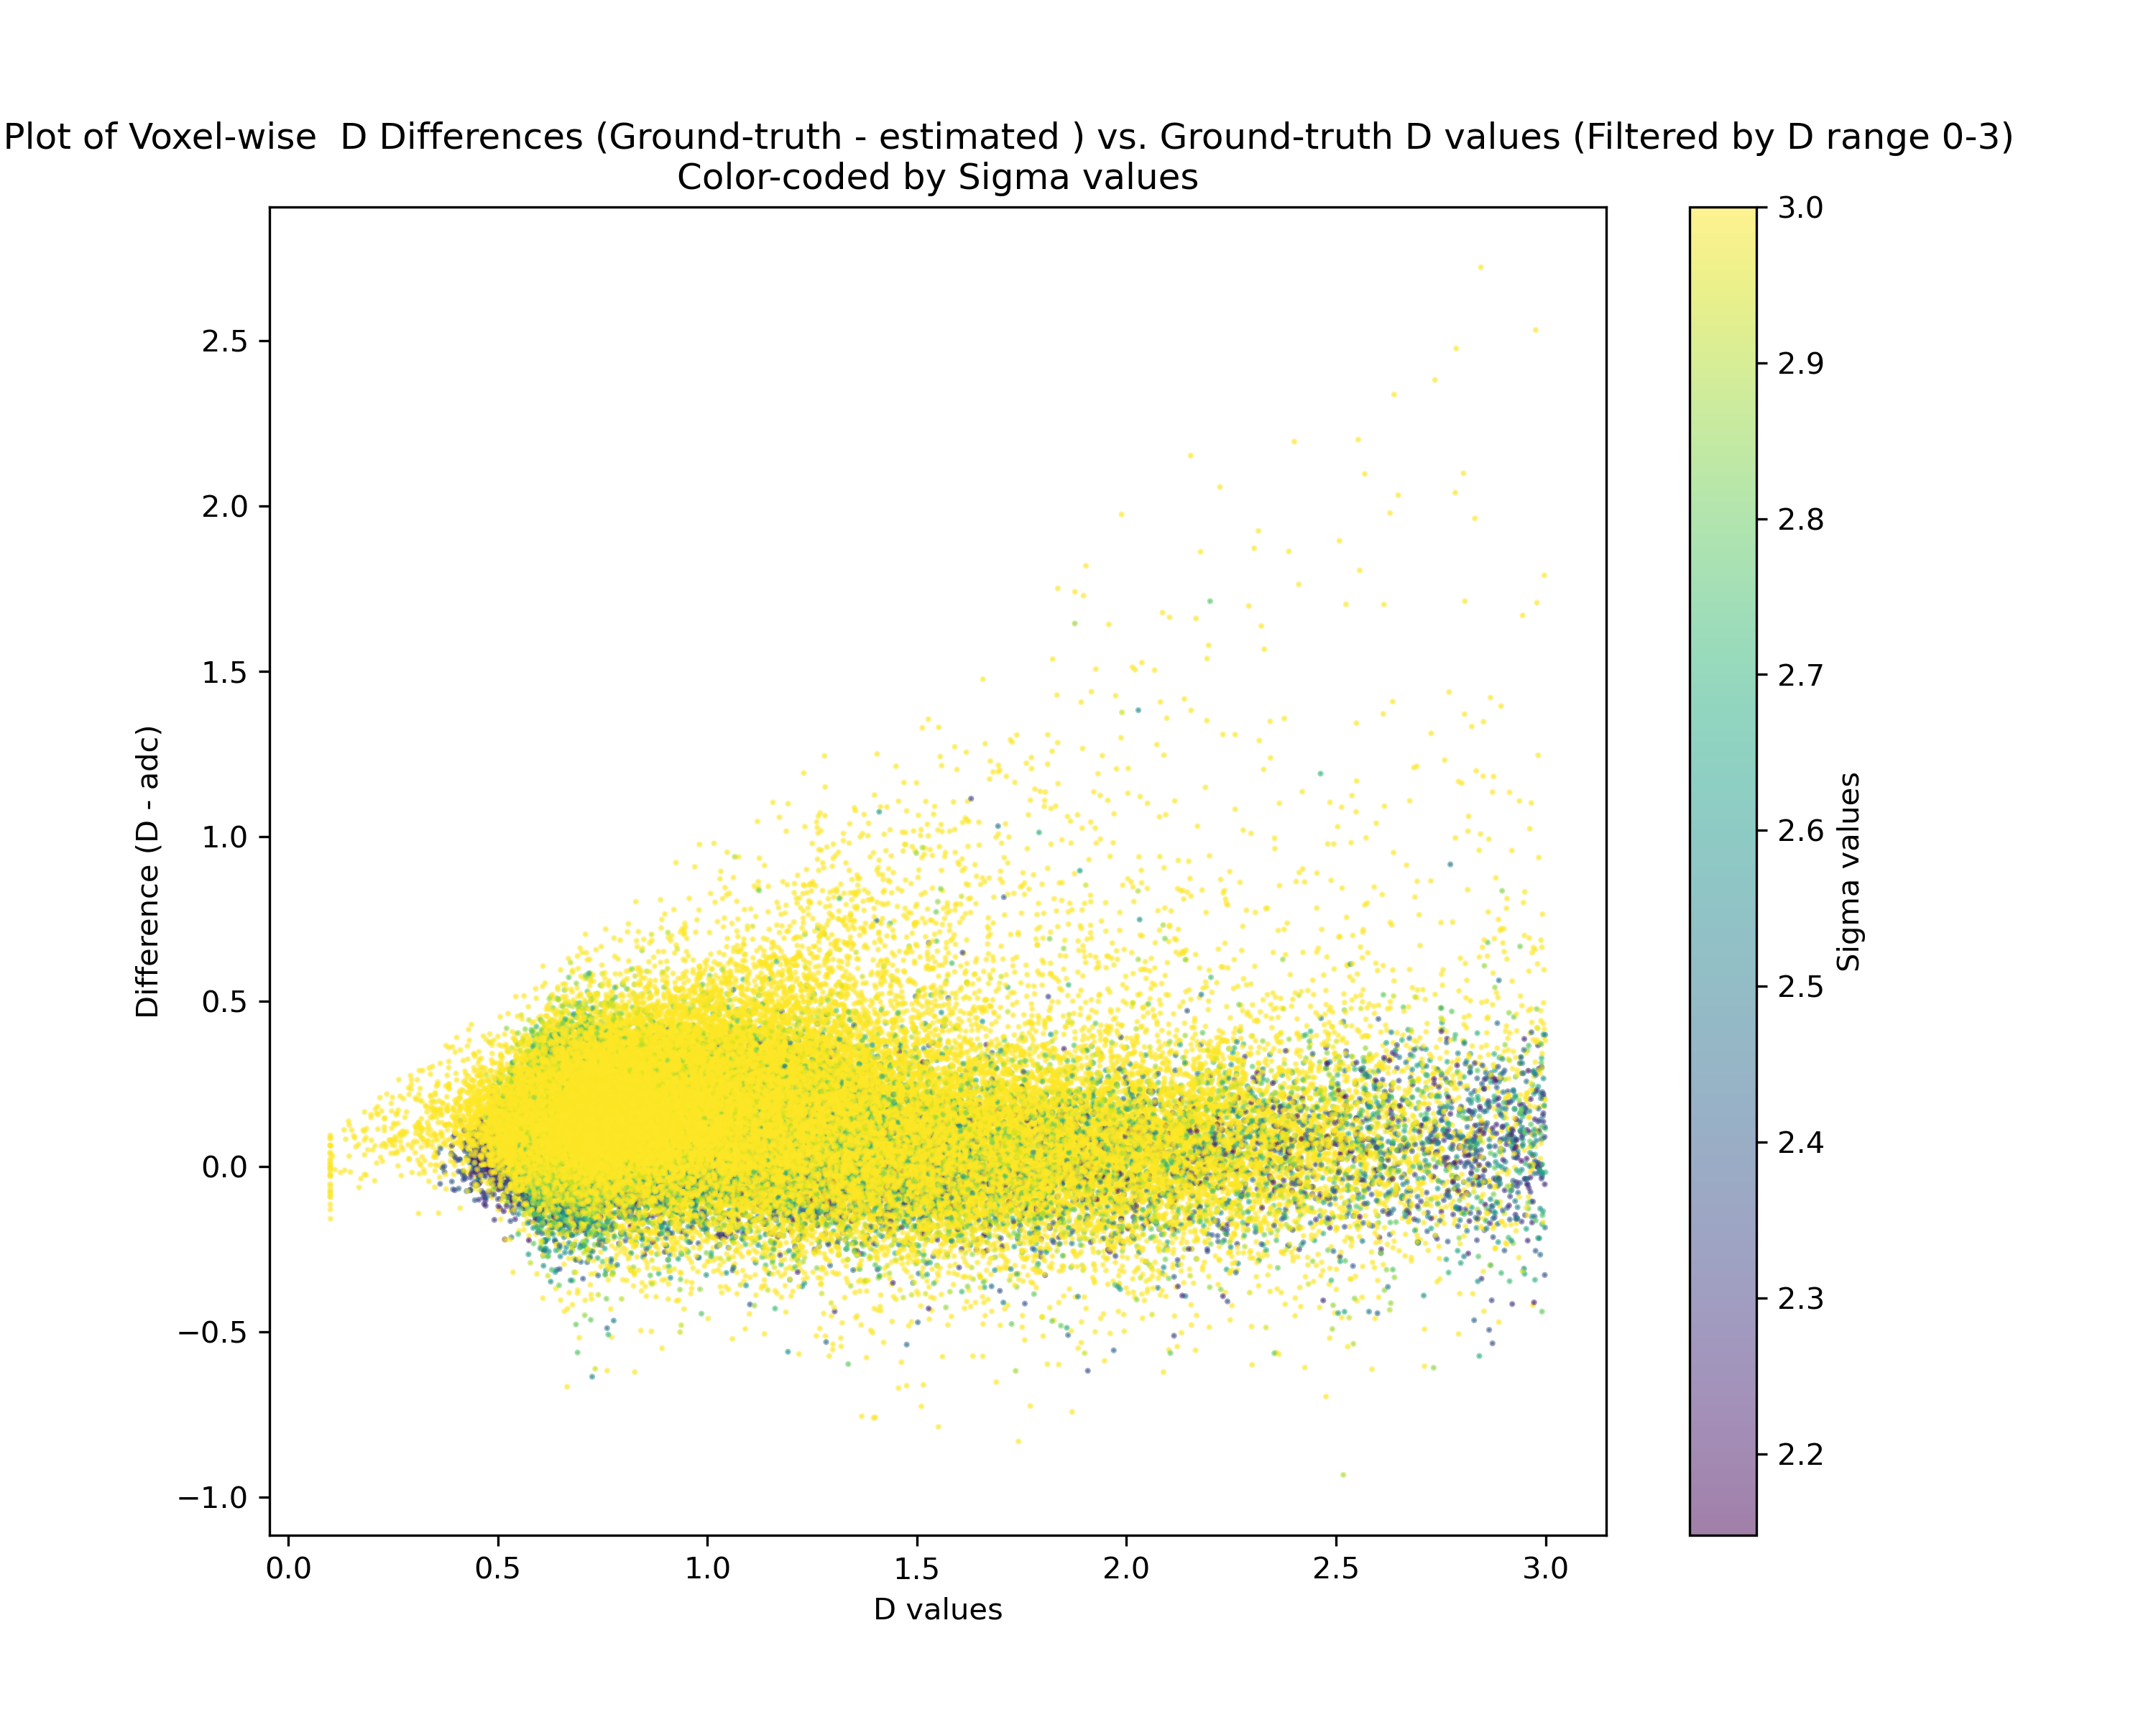 Plot of Voxel-wise  D Differences (Ground-truth - estimated ) vs. Ground-truth D values (Filtered by D range 0-3)
Color-coded by Sigma values
Difference (D - adc)
2.5
2.0
1.5
1.0
0.5
0.0
−0.5
−1.0
0.0 0.5 1.0 1.5 2.0 2.5 3.0
D values
3.0
2.9
2.8
2.7
2.6
2.5
2.4
2.3
2.2
Sigma values